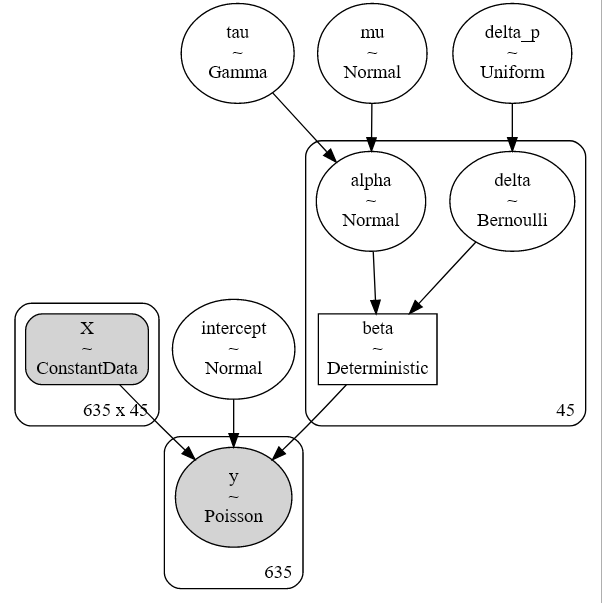 tau
~
Gamma
mu
~
Normal
delta_p
~
Uniform
alpha
~
Normal
delta
~
Bernoulli
X
~
ConstantData
635 x 45
intercept
~
Normal
beta
~
Deterministic
45
y
~
Poisson
635